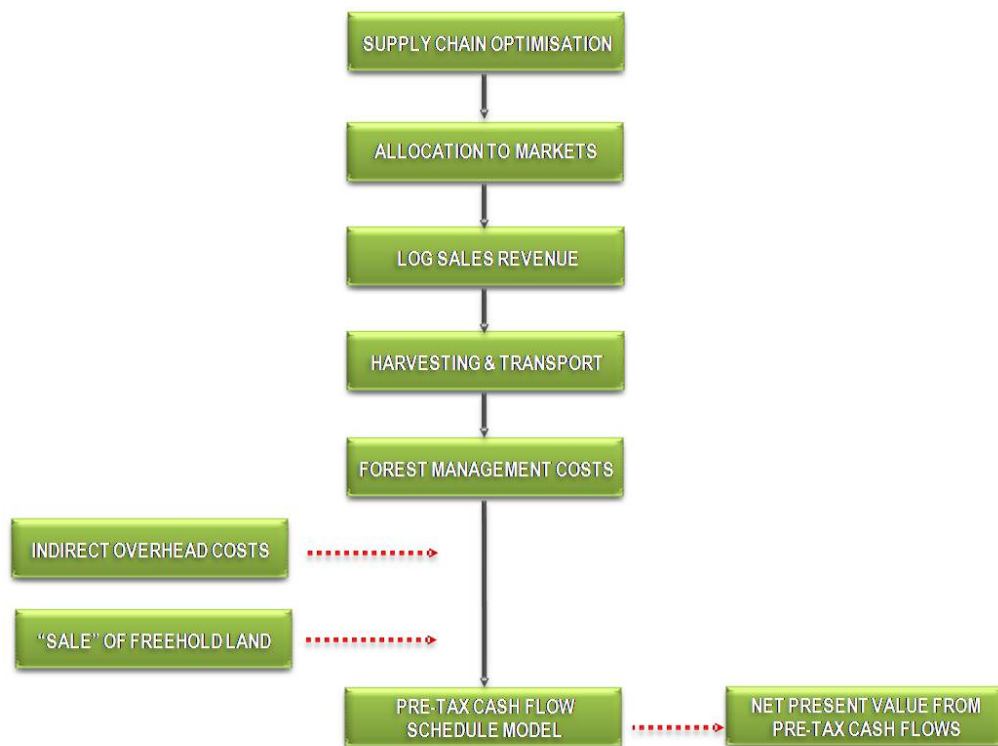 SUPPLY CHAIN OPTIMISATION
ALLOCATION TO MARKETS
LOG SALES REVENUE
HARVESTING & TRANSPORT
FOREST MANAGEMENT COSTS
INDIRECT OVERHEAD COSTS
“SALE” OF FREEHOLD LAND
PRE-TAX CASH FLOW
SCHEDULE MODEL
NET PRESENT VALUE FROM
PRE-TAX CASH FLOWS